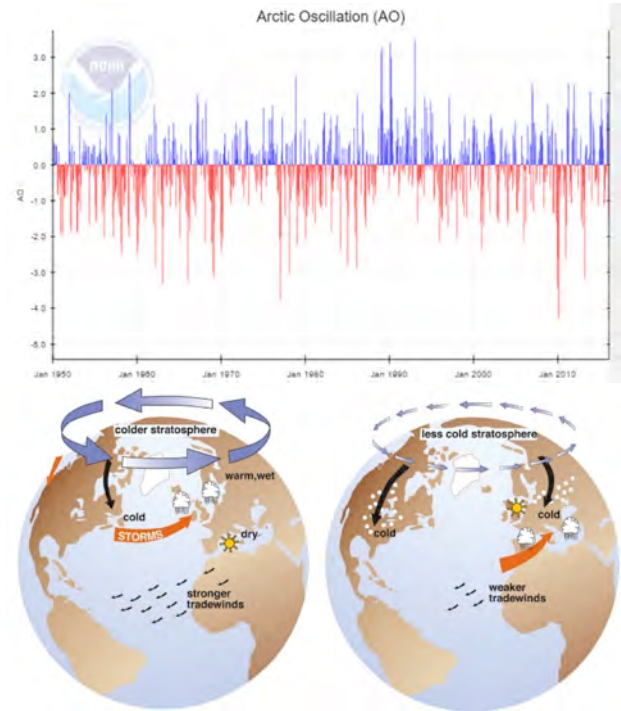 Arctic Oscillation (AO)
noaa
3.0
2.0
1.0
0.0
-1.0
-2.0
-3.0
-4.0
-5.0
AO
Jan 1950
Jan 1960
Jan 1970
Jan 1980
Jan 1990
Jan 2000
Jan 2010
colder stratosphere
warm,wet
cold
STORMS
dry
stronger
tradewinds
less cold stratosphere
cold
cold
weaker
tradewinds